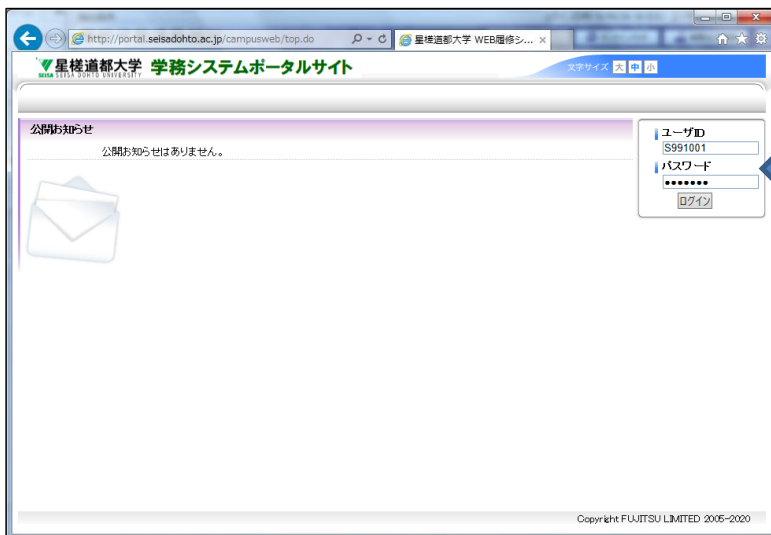 http://portal.seisadohto.ac.jp/campusweb/top.do
星槎道都大学 WEB履修シ...
星槎道都大学 学務システムポータルサイト
SEISA DOHTO UNIVERSITY
文字サイズ 大 中 小
公開お知らせ
公開お知らせはありません。
ユーザID
S991001
パスワード
•••••••
ログイン
Copyright FUJITSU LIMITED 2005-2020